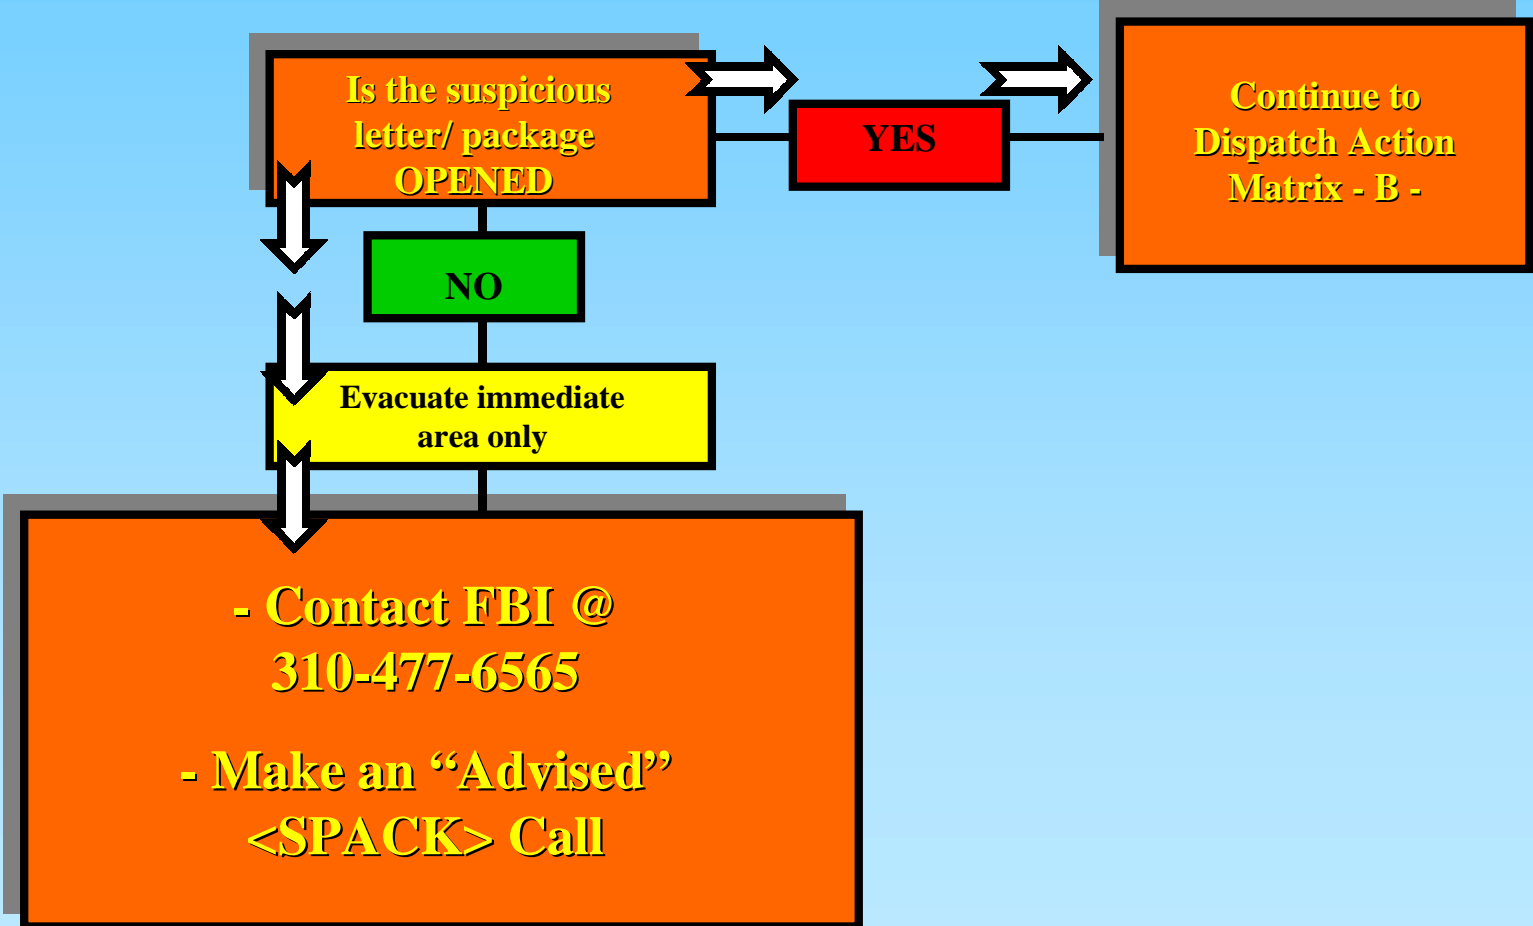 Is the suspicious
letter/ package
OPENED
YES
Continue to
Dispatch Action
Matrix - B -
NO
Evacuate immediate
area only
- Contact FBI @
310-477-6565
- Make an “Advised”
<SPACK> Call